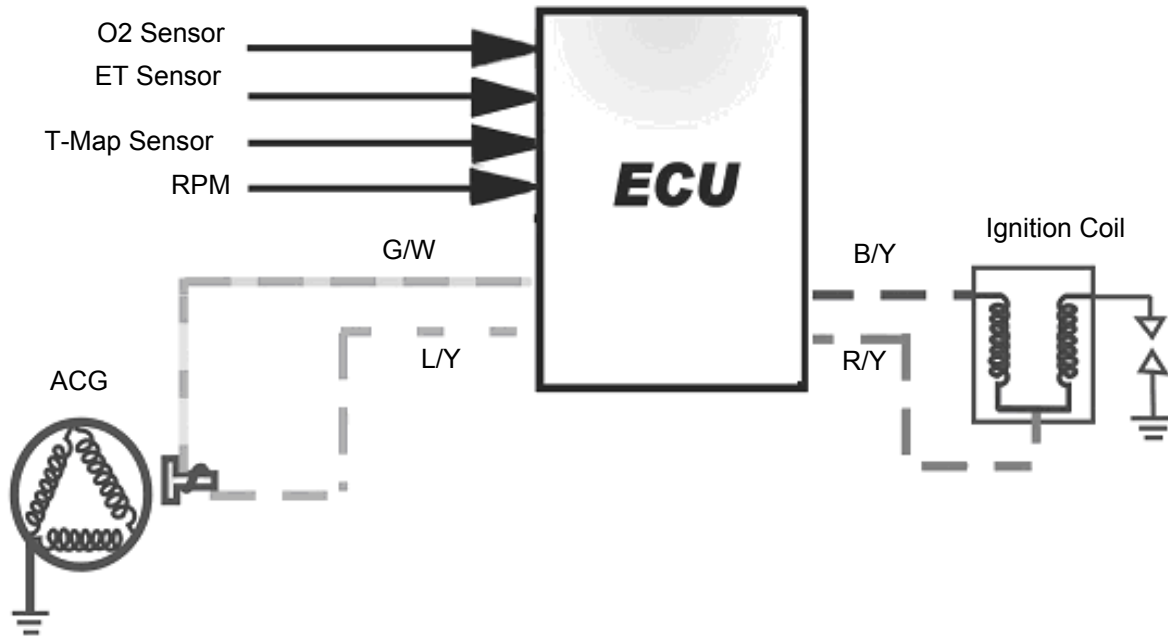 O2 Sensor
ET Sensor
T-Map Sensor
RPM
ECU
G/W
L/Y
ACG
Ignition Coil
B/Y
R/Y